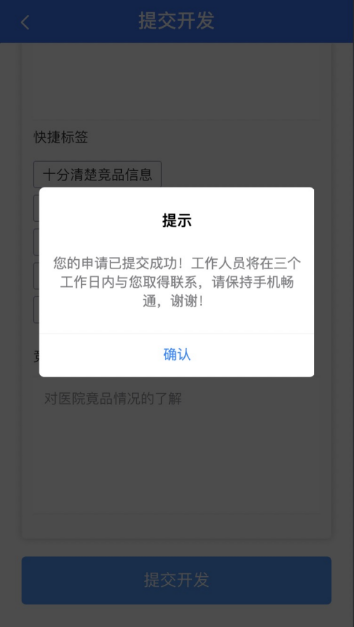 提交开发
快捷标签
十分清楚竞品信息
提示
您的申请已提交成功！工作人员将在三个
工作日内与您取得联系，请保持手机畅
通，谢谢！
确认
对医院竟品情况的了解
提交开发